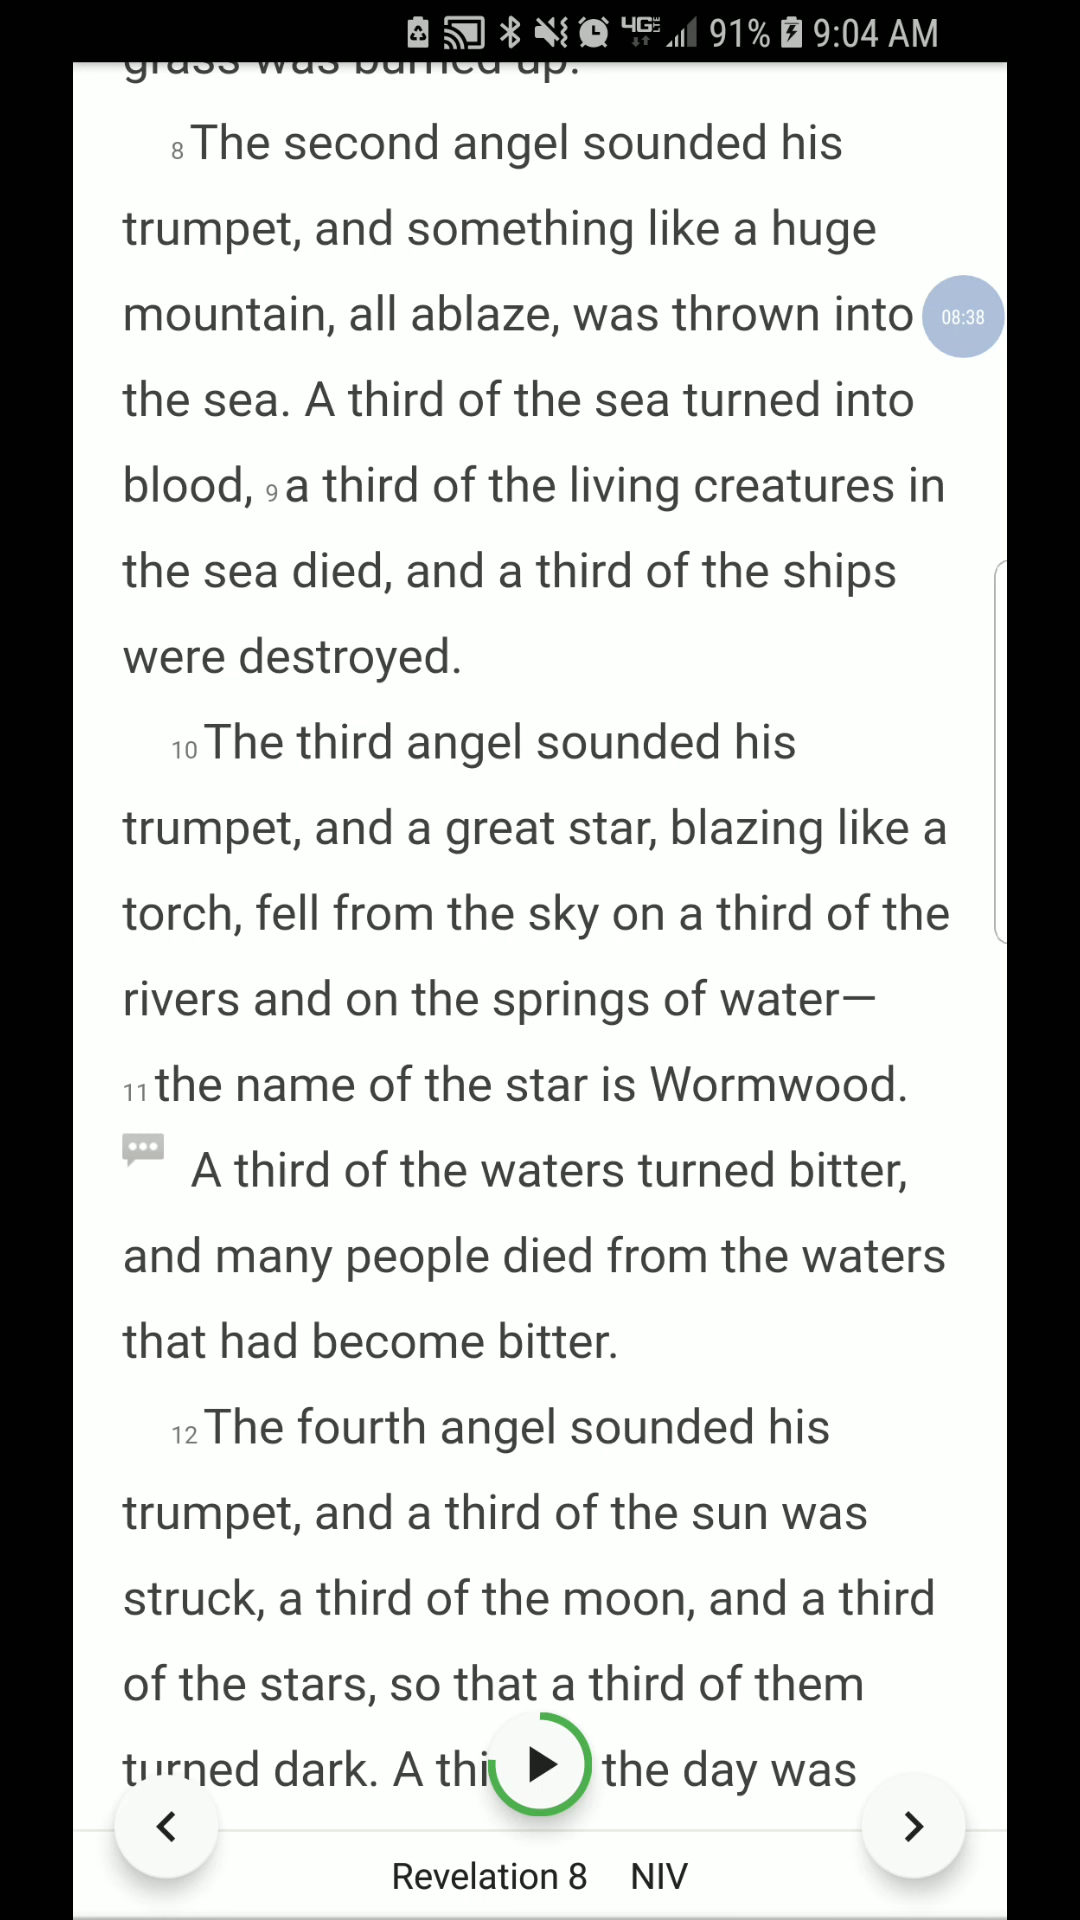 4G LTE 91% 9:04 AM
grass was burned up.
8 The second angel sounded his
trumpet, and something like a huge
mountain, all ablaze, was thrown into
08:38
the sea. A third of the sea turned into
blood, 9 a third of the living creatures in
the sea died, and a third of the ships
were destroyed.
10 The third angel sounded his
trumpet, and a great star, blazing like a
torch, fell from the sky on a third of the
rivers and on the springs of water—
11 the name of the star is Wormwood.
A third of the waters turned bitter,
and many people died from the waters
that had become bitter.
12 The fourth angel sounded his
trumpet, and a third of the sun was
struck, a third of the moon, and a third
of the stars, so that a third of them
turned dark. A thi the day was
Revelation 8 NIV